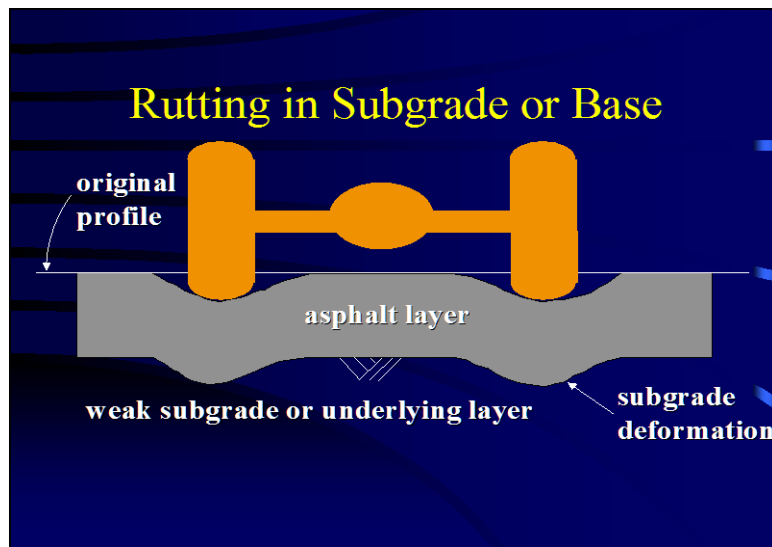 Rutting in Subgrade or Base
original
profile
asphalt layer
weak subgrade or underlying layer
subgrade
deformation